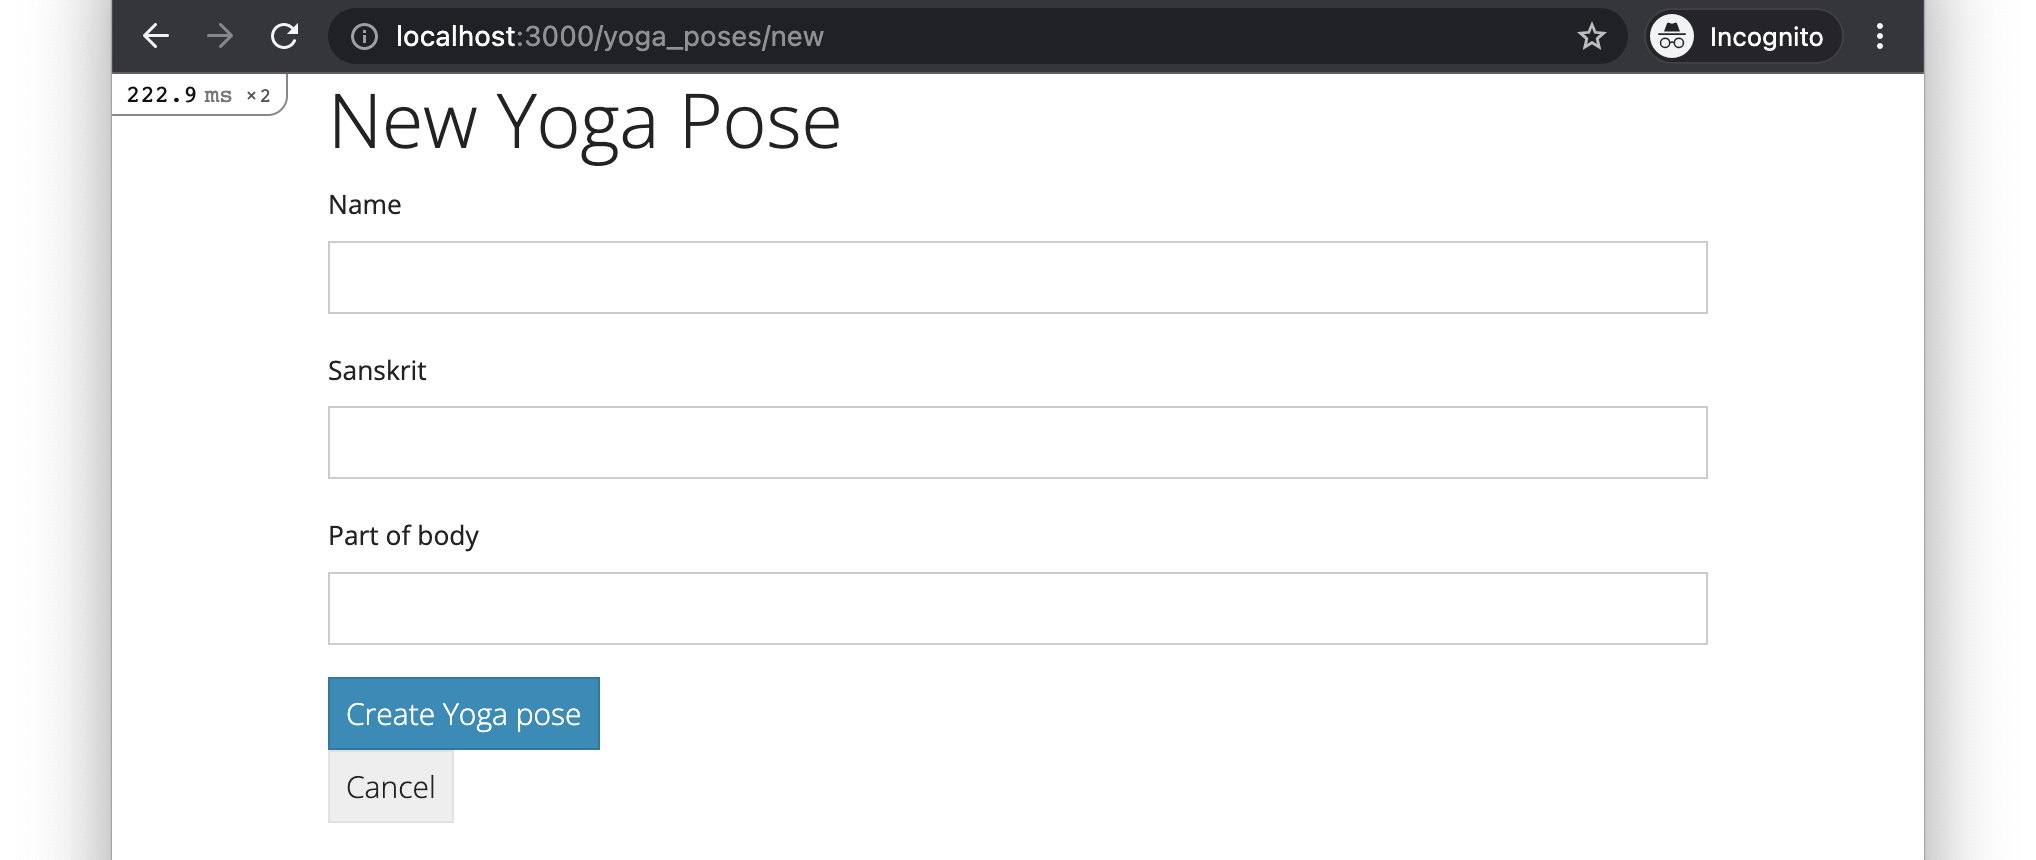 localhost:3000/yoga_poses/new
Incognito
222.9 ms ×2
New Yoga Pose
Name
Sanskrit
Part of body
Create Yoga pose
Cancel